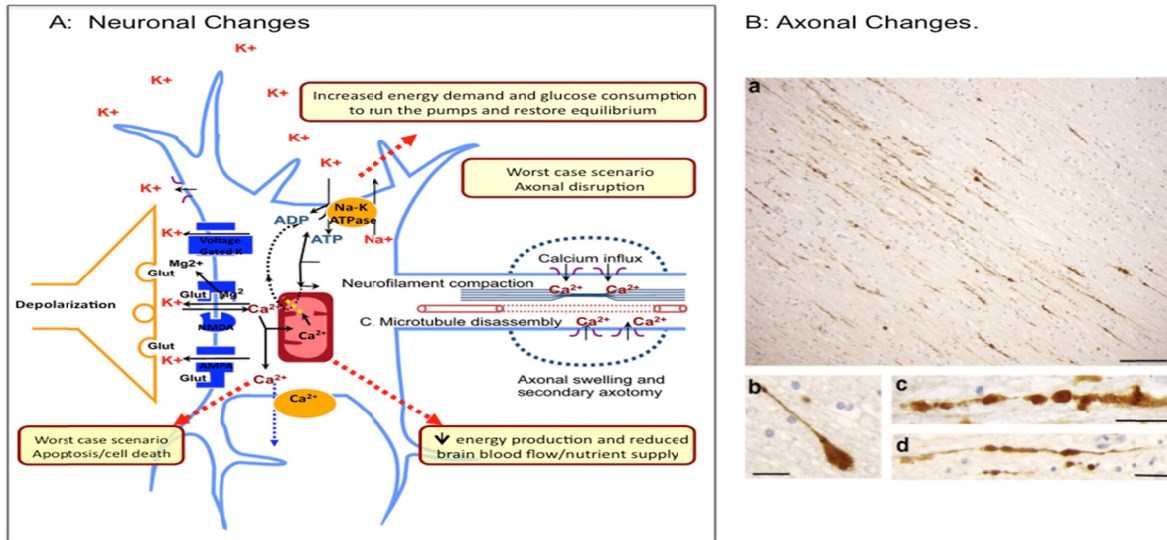 A: Neuronal Changes
B: Axonal Changes.
K+
K+
K+
K+
K+
K+
Increased energy demand and glucose consumption
to run the pumps and restore equilibrium
Worst case scenario
Axonal disruption
K+
Na-K
ATPase
ADP
ATP
Na+
K+
Voltage
Gated K
Mg2+
Glut
Glut
Mg2
Depolarization
K+
Ca2+
NMDA
Ca2+
Glut
K+
AMPA
Glut
Ca2+
Ca2+
Calcium influx
Neurofilament compaction
Ca2+
Ca2+
C. Microtubule disassembly
Ca2+
Ca2+
Axonal swelling and
secondary axotomy
Worst case scenario
Apoptosis/cell death
↓ energy production and reduced
brain blood flow/nutrient supply
a
b
c
d